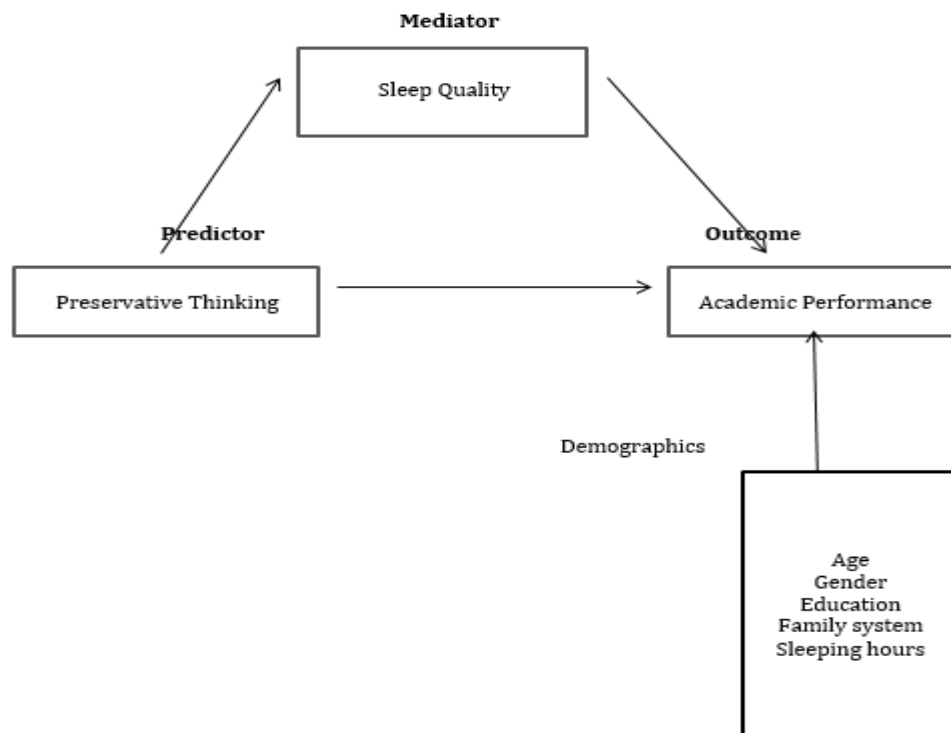 Mediator
Sleep Quality
Predictor
Outcome
Preservative Thinking
Academic Performance
Demographics
Age
Gender
Education
Family system
Sleeping hours